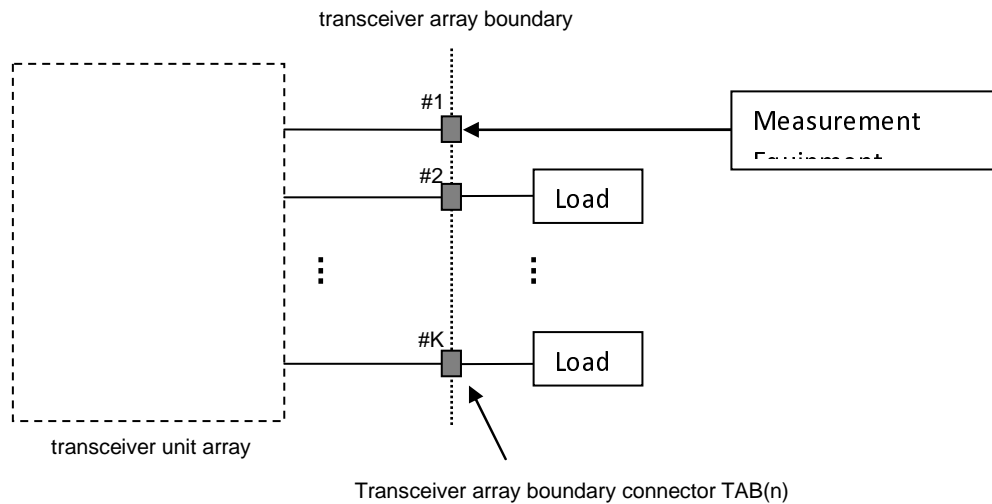 transceiver array boundary
#1
Measurement
#2
Load
#K
Load
transceiver unit array
Transceiver array boundary connector TAB(n)